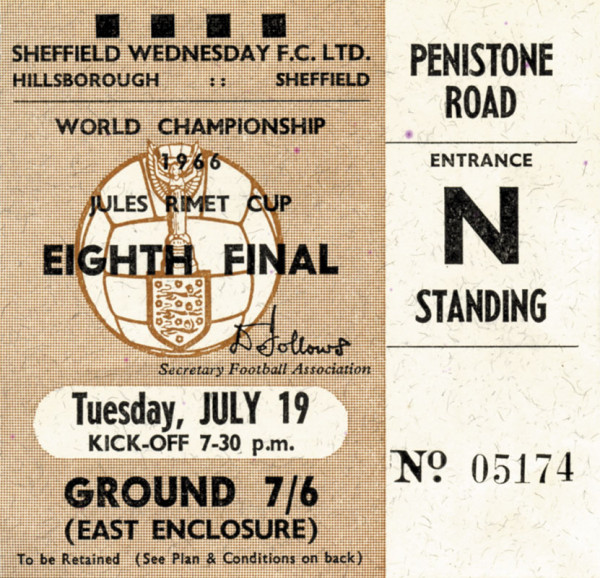 SHEFFIELD WEDNESDAY F.C. LTD.
HILLSBOROUGH :: SHEFFIELD
WORLD CHAMPIONSHIP
1966
JULES RIMET CUP
EIGHTH FINAL
D Follows
Secretary Football Association
Tuesday, JULY 19
KICK-OFF 7-30 p.m.
GROUND 7/6
(EAST ENCLOSURE)
To be Retained (See Plan & Conditions on back)
PENISTONE
ROAD
ENTRANCE
N
STANDING
Nº 05174